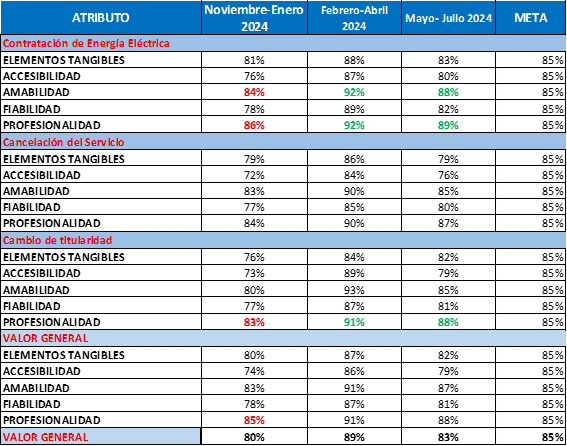 ATRIBUTO Noviembre-Enero 2024 Febrero-Abril 2024 Mayo- Julio 2024 META
Contratación de Energía Eléctrica
ELEMENTOS TANGIBLES 81% 88% 83% 85%
ACCESIBILIDAD 76% 87% 80% 85%
AMABILIDAD 84% 92% 88% 85%
FIABILIDAD 78% 89% 82% 85%
PROFESIONALIDAD 86% 92% 89% 85%
Cancelación del Servicio
ELEMENTOS TANGIBLES 79% 86% 79% 85%
ACCESIBILIDAD 72% 84% 76% 85%
AMABILIDAD 83% 90% 85% 85%
FIABILIDAD 77% 85% 80% 85%
PROFESIONALIDAD 84% 90% 87% 85%
Cambio de titularidad
ELEMENTOS TANGIBLES 76% 84% 82% 85%
ACCESIBILIDAD 73% 89% 79% 85%
AMABILIDAD 80% 93% 85% 85%
FIABILIDAD 77% 87% 81% 85%
PROFESIONALIDAD 83% 91% 88% 85%
VALOR GENERAL
ELEMENTOS TANGIBLES 80% 87% 82% 85%
ACCESIBILIDAD 74% 86% 79% 85%
AMABILIDAD 83% 91% 87% 85%
FIABILIDAD 78% 87% 81% 85%
PROFESIONALIDAD 85% 91% 88% 85%
VALOR GENERAL 80% 89% 83% 85%